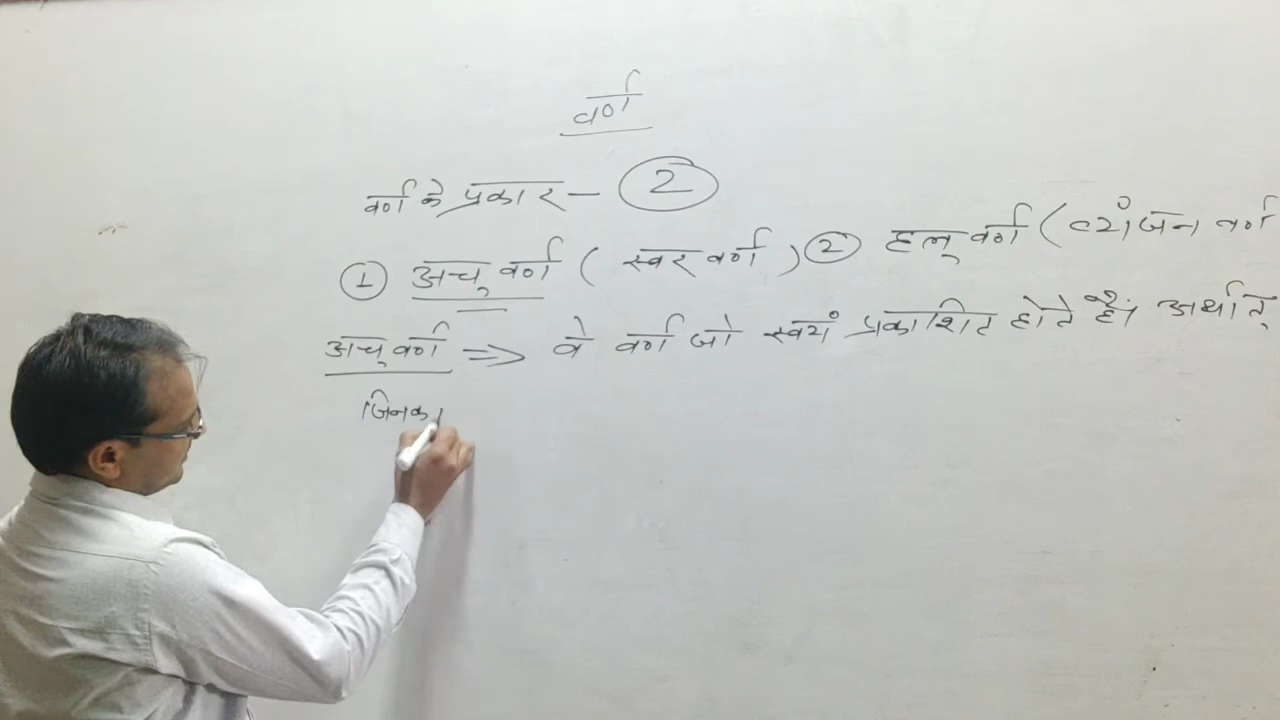 वर्ण
वर्ण के प्रकार – 2
1 अच् वर्ण ( स्वर वर्ण ) 2 हल् वर्ण ( व्यंजन वर्ण
अच् वर्ण => वे वर्ण जो स्वयं प्रकाशित होते हैं। अर्थात्
जिनका